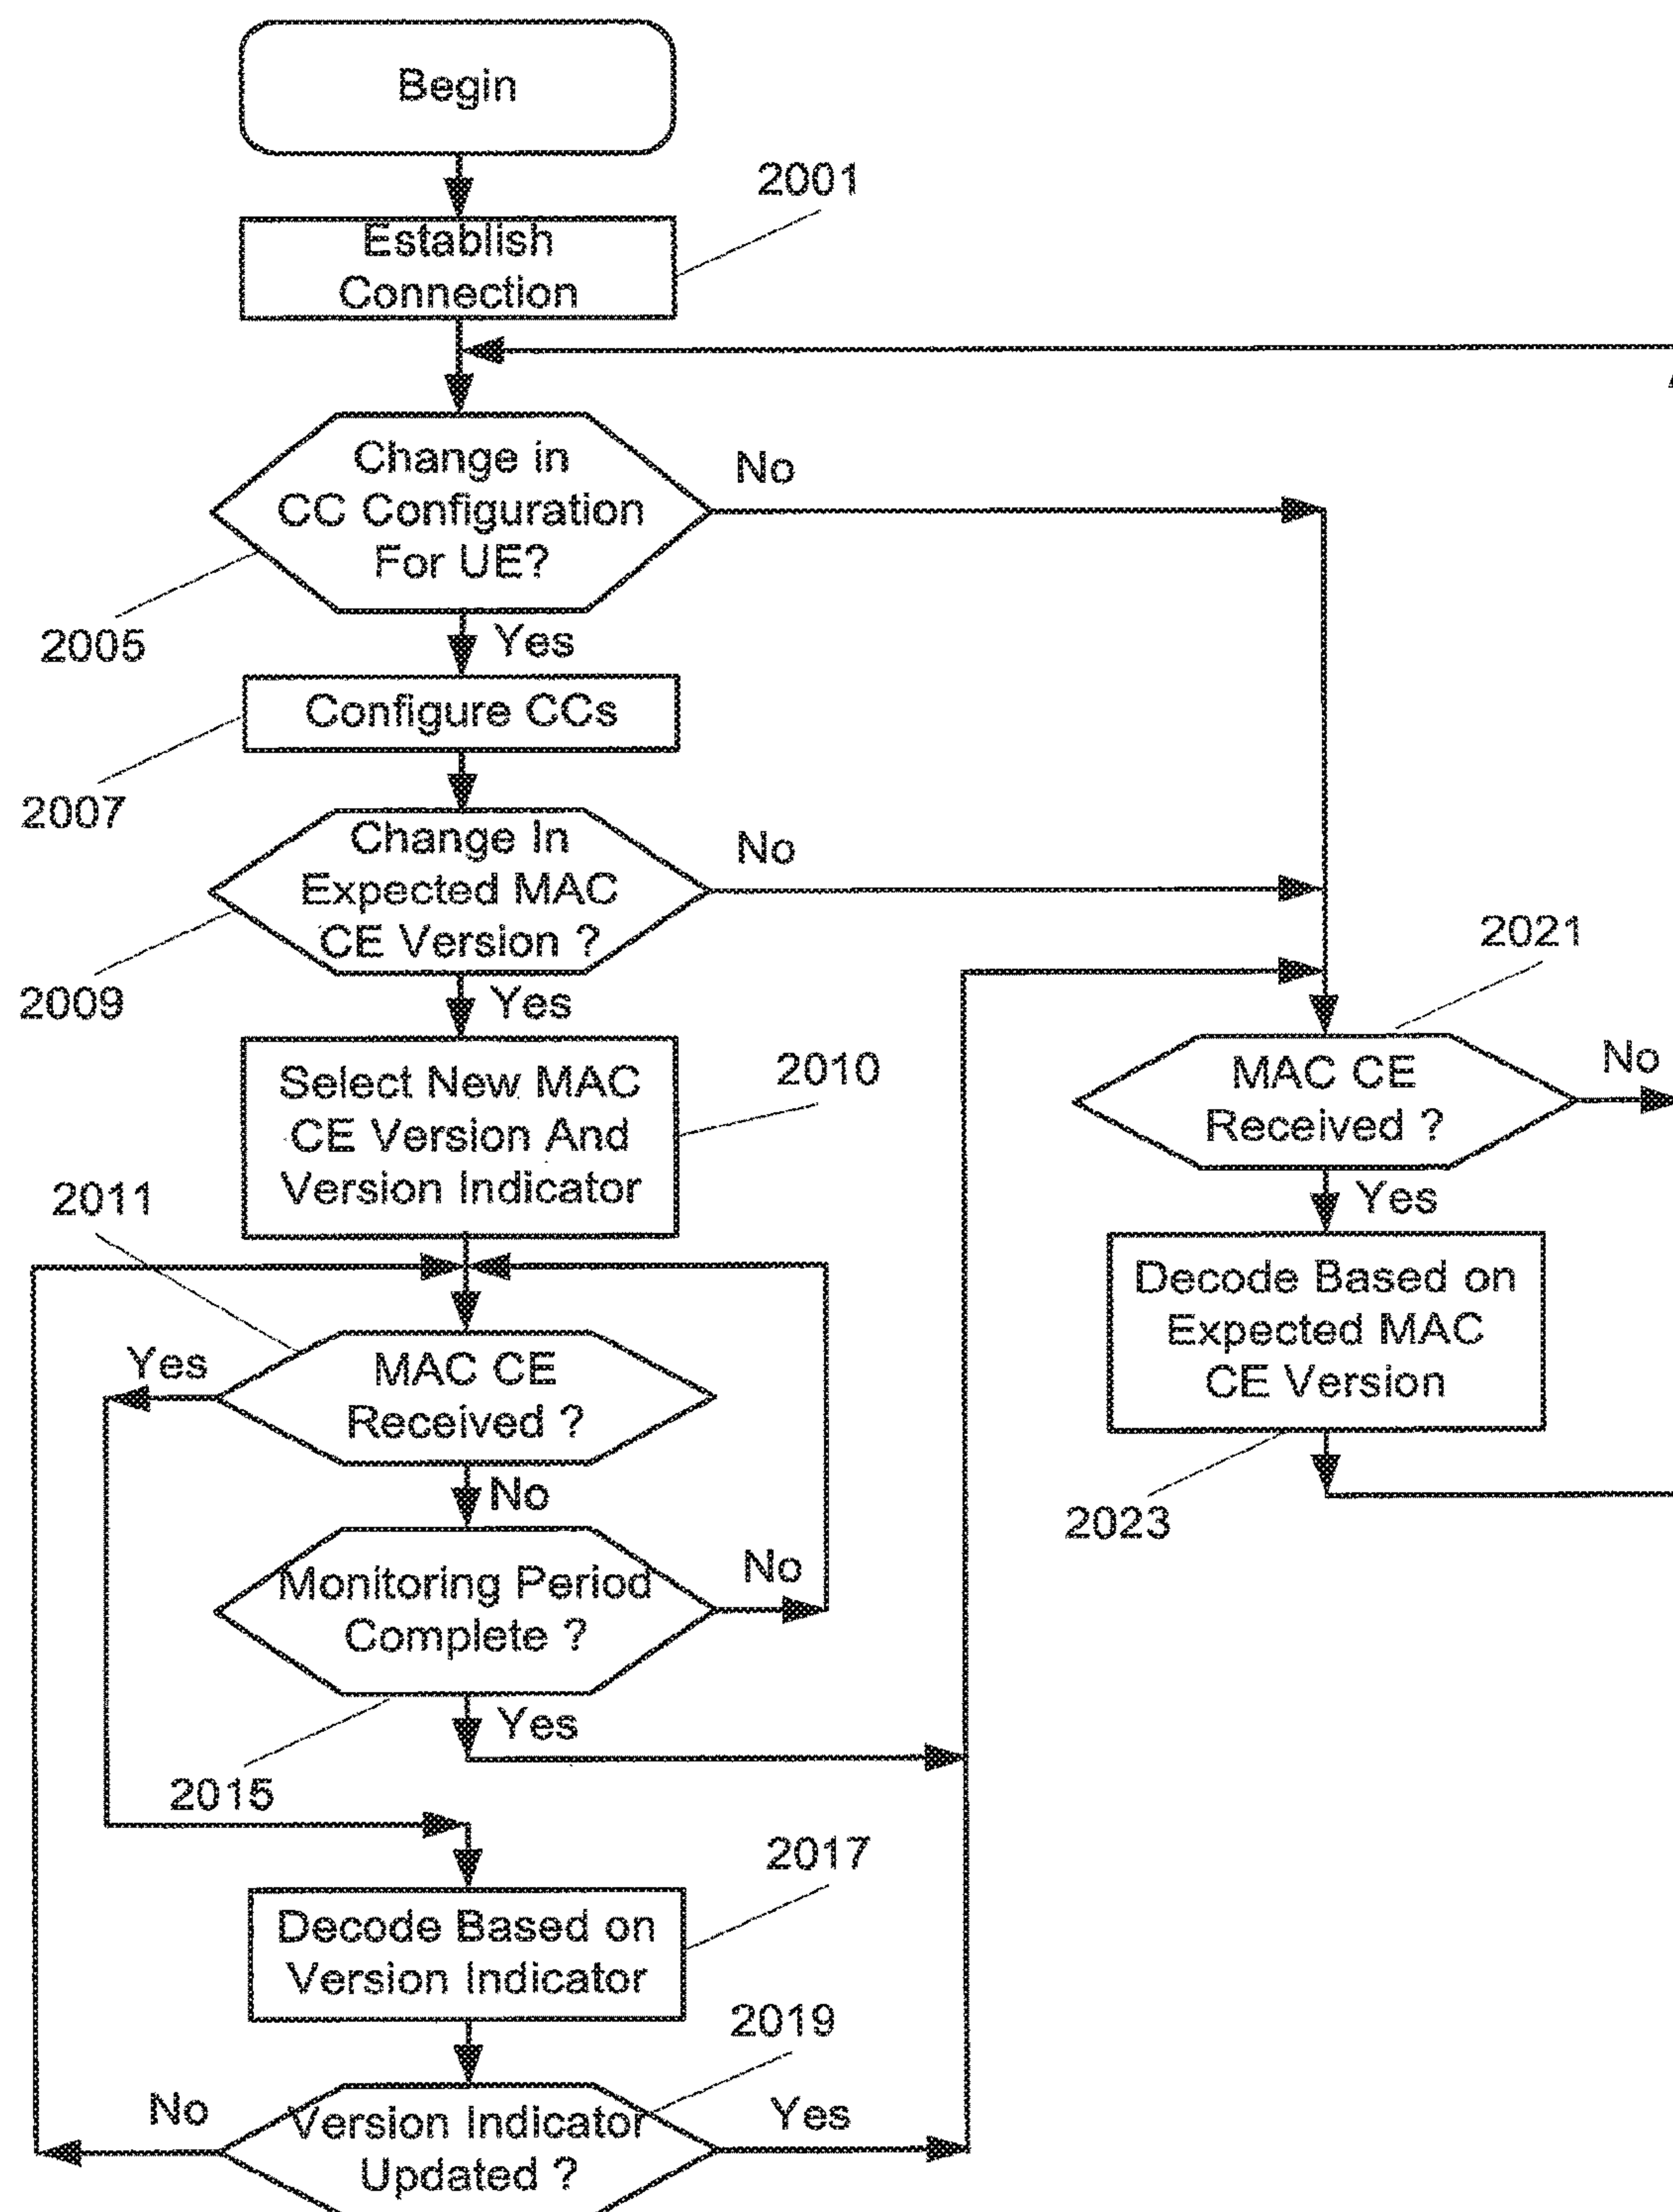 Begin
2001
Establish
Connection
Change in
CC Configuration
For UE?
No
2005
Yes
Configure CCs
2007
Change In
Expected MAC
CE Version ?
No
2009
Yes
Select New MAC
CE Version And
Version Indicator
2010
2011
Yes
MAC CE
Received ?
No
Monitoring Period
Complete ?
No
Yes
2015
2017
Decode Based on
Version Indicator
2019
No
Version Indicator
Updated ?
Yes
2021
MAC CE
Received ?
No
Yes
Decode Based on
Expected MAC
CE Version
2023